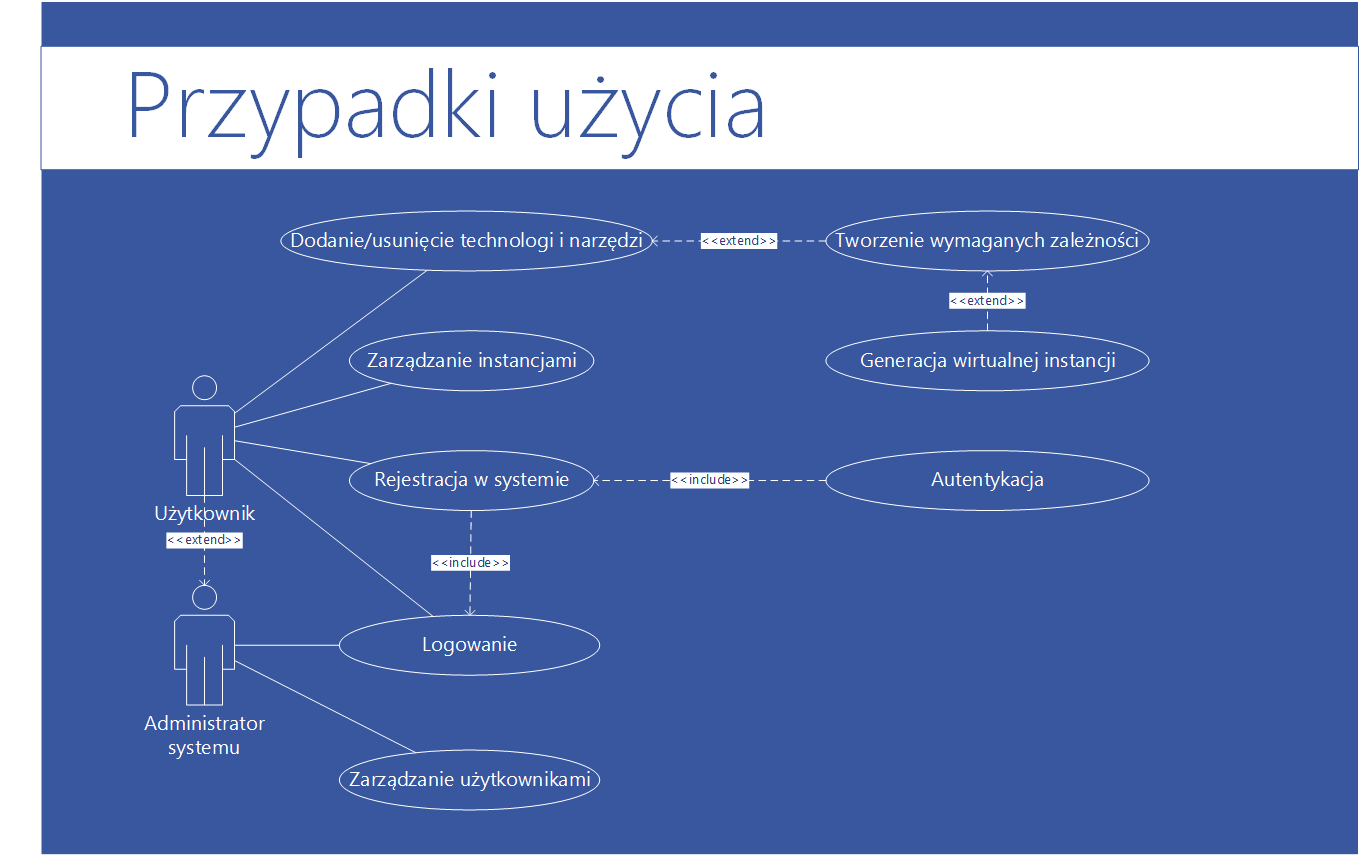 Przypadki użycia
Dodanie/usunięcie technologi i narzędzi
<<extend>>
Tworzenie wymaganych zależności
<<extend>>
Zarządzanie instancjami
Generacja wirtualnej instancji
Rejestracja w systemie
<<include>>
Autentykacja
Użytkownik
<<extend>>
<<include>>
Logowanie
Administrator
systemu
Zarządzanie użytkownikami